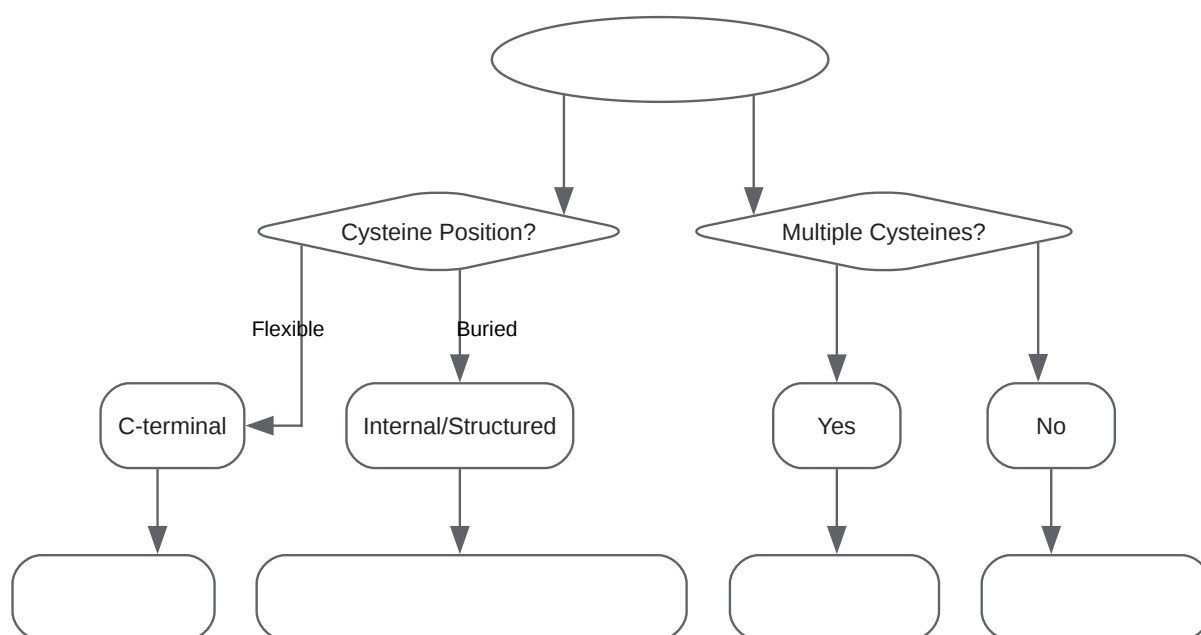 Cysteine Position?
Multiple Cysteines?
Flexible
Buried
C-terminal
Internal/Structured
Yes
No